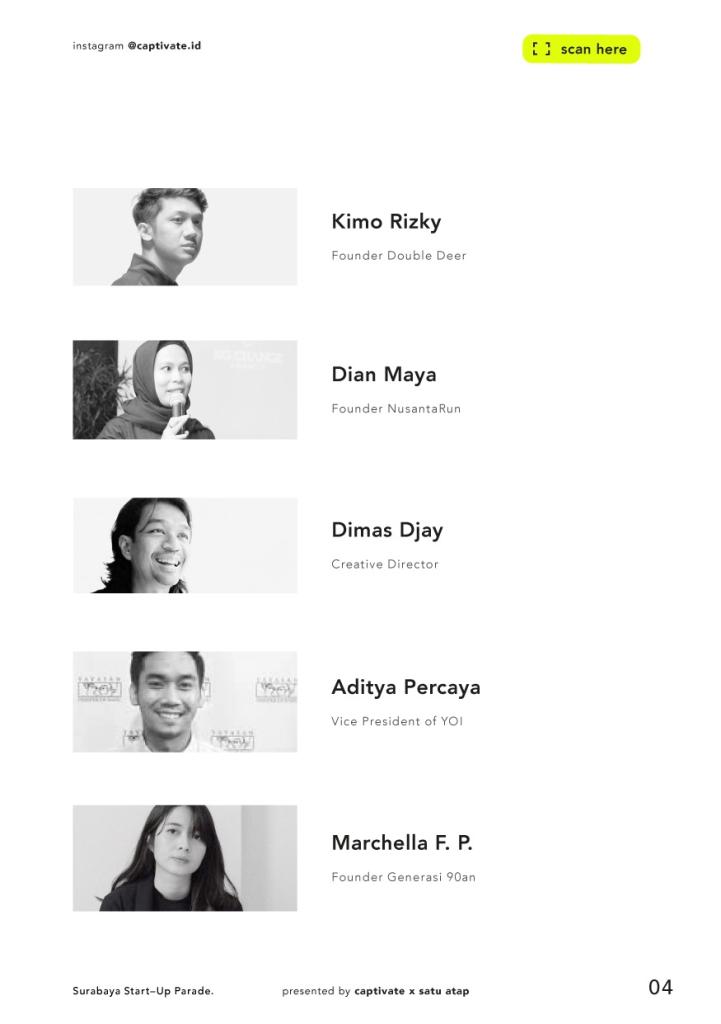 instagram @captivate.id
scan here
Kimo Rizky
Founder Double Deer
Dian Maya
Founder NusantaRun
Dimas Djay
Creative Director
Aditya Percaya
Vice President of YOI
YAYASAN
YAYASAN
Marchella F. P.
Founder Generasi 90an
Surabaya Start-Up Parade.
presented by captivate x satu atap
04